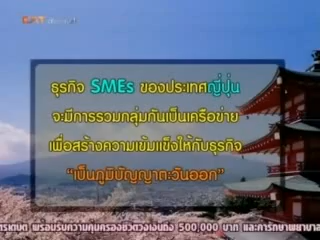 ธุรกิจ SMEs ของประเทศญี่ปุ่น
จะมีการรวมกลุ่มกันเป็นเครือข่าย
เพื่อสร้างความเข้มแข็งให้กับธุรกิจ
“เป็นภูมิปัญญาตะวันออก”
พร้อมรับความคุ้มครองชั่วดวงเงินถึง 500,000 บาท และค่ารักษาพยาบาล